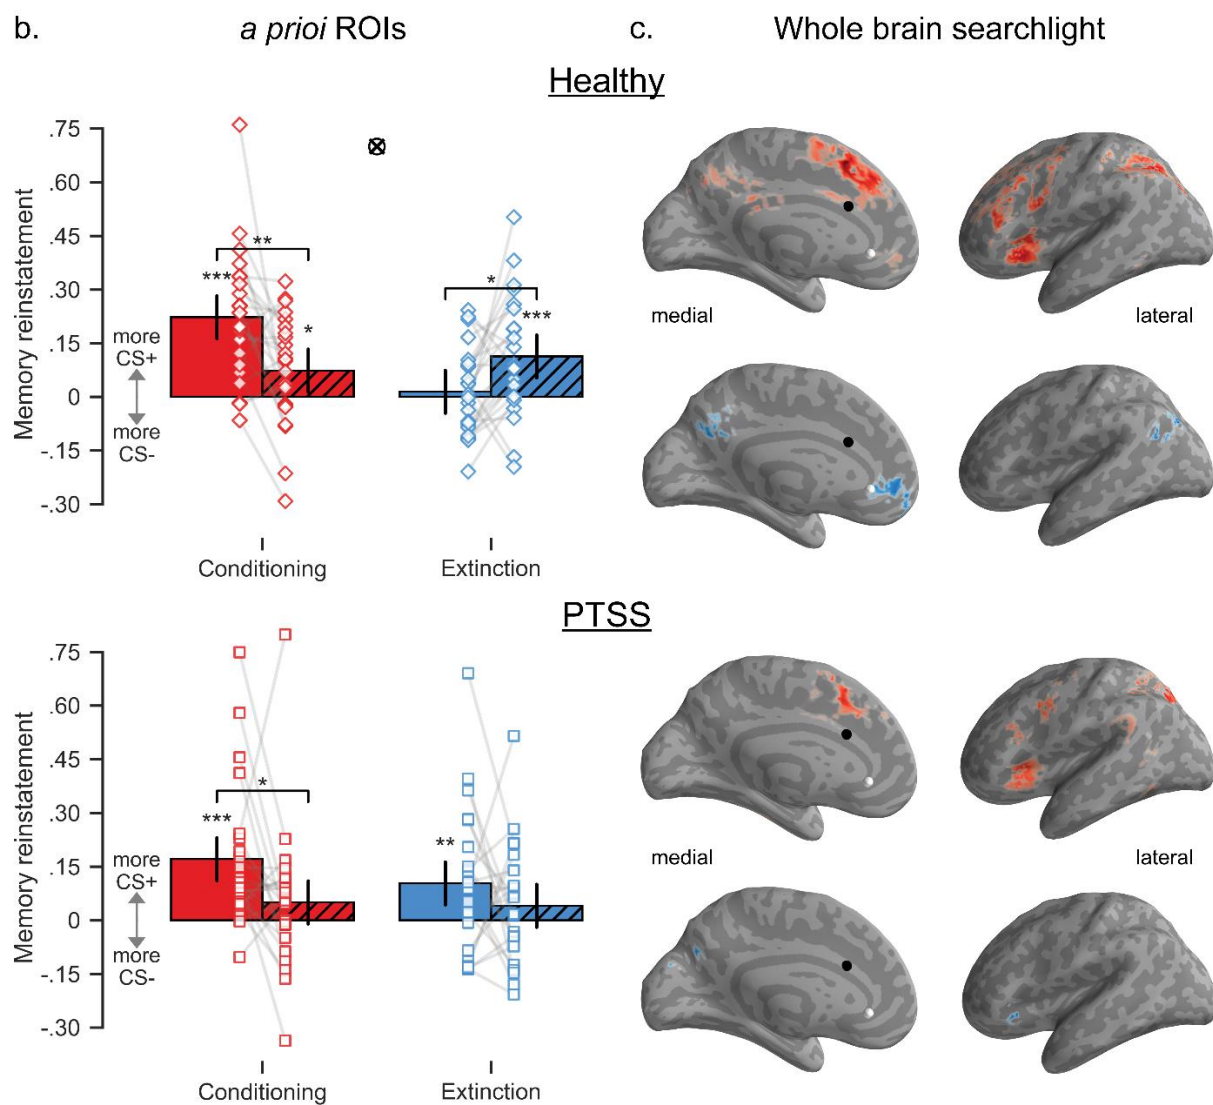 b.
a prioi ROIs
c.
Whole brain searchlight
Healthy
Memory reinstatement
.75
.60
.45
.30
.15
0
-.15
-.30
more
CS+
more
CS-
***
**
*
*
***
Conditioning
Extinction
medial
lateral
PTSS
Memory reinstatement
.75
.60
.45
.30
.15
0
-.15
-.30
more
CS+
more
CS-
***
*
**
Conditioning
Extinction
medial
lateral